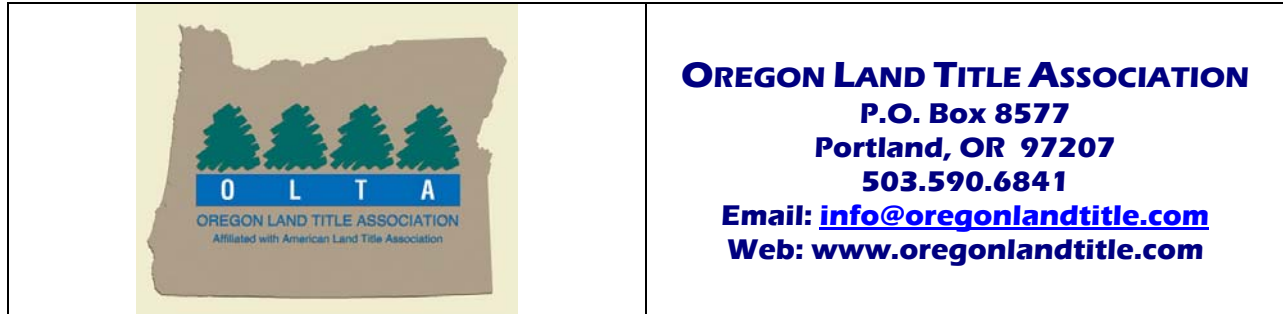 O L T A
OREGON LAND TITLE ASSOCIATION
Affiliated with American Land Title Association
OREGON LAND TITLE ASSOCIATION
P.O. Box 8577
Portland, OR 97207
503.590.6841
Email: info@oregonlandtitle.com
Web: www.oregonlandtitle.com